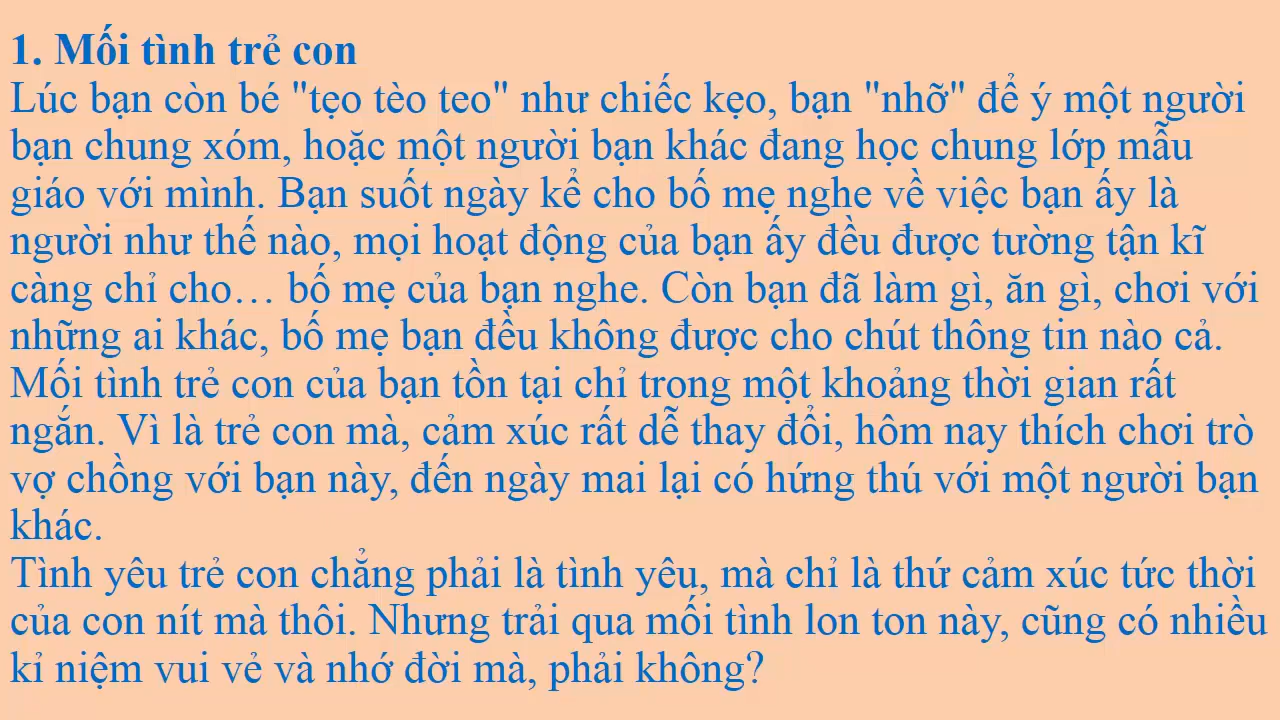 1. Mối tình trẻ con
Lúc bạn còn bé "tẹo tèo teo" như chiếc kẹo, bạn "nhỡ" để ý một người
bạn chung xóm, hoặc một người bạn khác đang học chung lớp mẫu
giáo với mình. Bạn suốt ngày kể cho bố mẹ nghe về việc bạn ấy là
người như thế nào, mọi hoạt động của bạn ấy đều được tường tận kĩ
càng chỉ cho… bố mẹ của bạn nghe. Còn bạn đã làm gì, ăn gì, chơi với
những ai khác, bố mẹ bạn đều không được cho chút thông tin nào cả.
Mối tình trẻ con của bạn tồn tại chỉ trong một khoảng thời gian rất
ngắn. Vì là trẻ con mà, cảm xúc rất dễ thay đổi, hôm nay thích chơi trò
vợ chồng với bạn này, đến ngày mai lại có hứng thú với một người bạn
khác.
Tình yêu trẻ con chẳng phải là tình yêu, mà chỉ là thứ cảm xúc tức thời
của con nít mà thôi. Nhưng trải qua mối tình lon ton này, cũng có nhiều
kỉ niệm vui vẻ và nhớ đời mà, phải không?